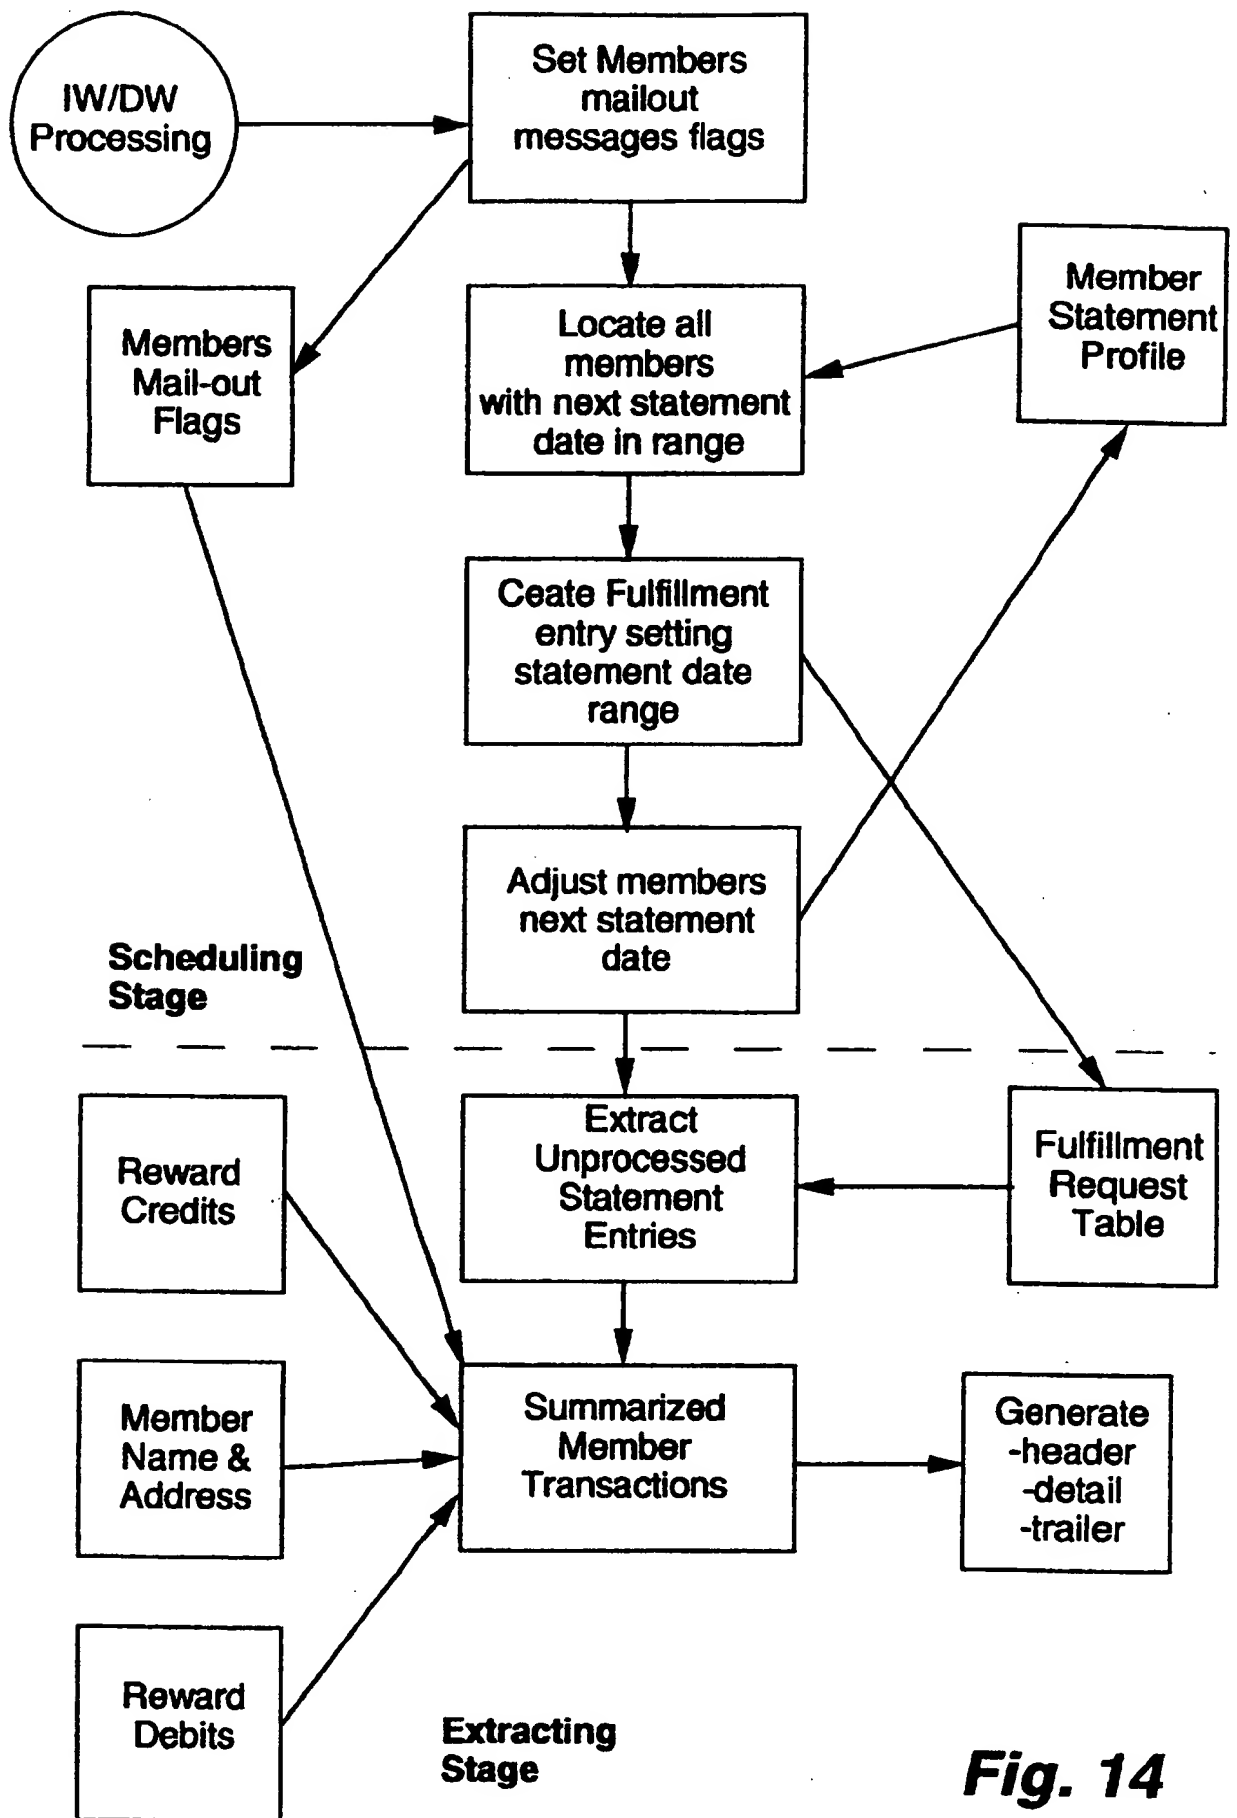 IW/DW
Processing
Set Members
mailout
messages flags
Members
Mail-out
Flags
Locate all
members
with next statement
date in range
Member
Statement
Profile
Ceate Fulfillment
entry setting
statement date
range
Adjust members
next statement
date
Scheduling
Stage
Reward
Credits
Extract
Unprocessed
Statement
Entries
Fulfillment
Request
Table
Member
Name &
Address
Summarized
Member
Transactions
Generate
-header
-detail
-trailer
Reward
Debits
Extracting
Stage
Fig. 14